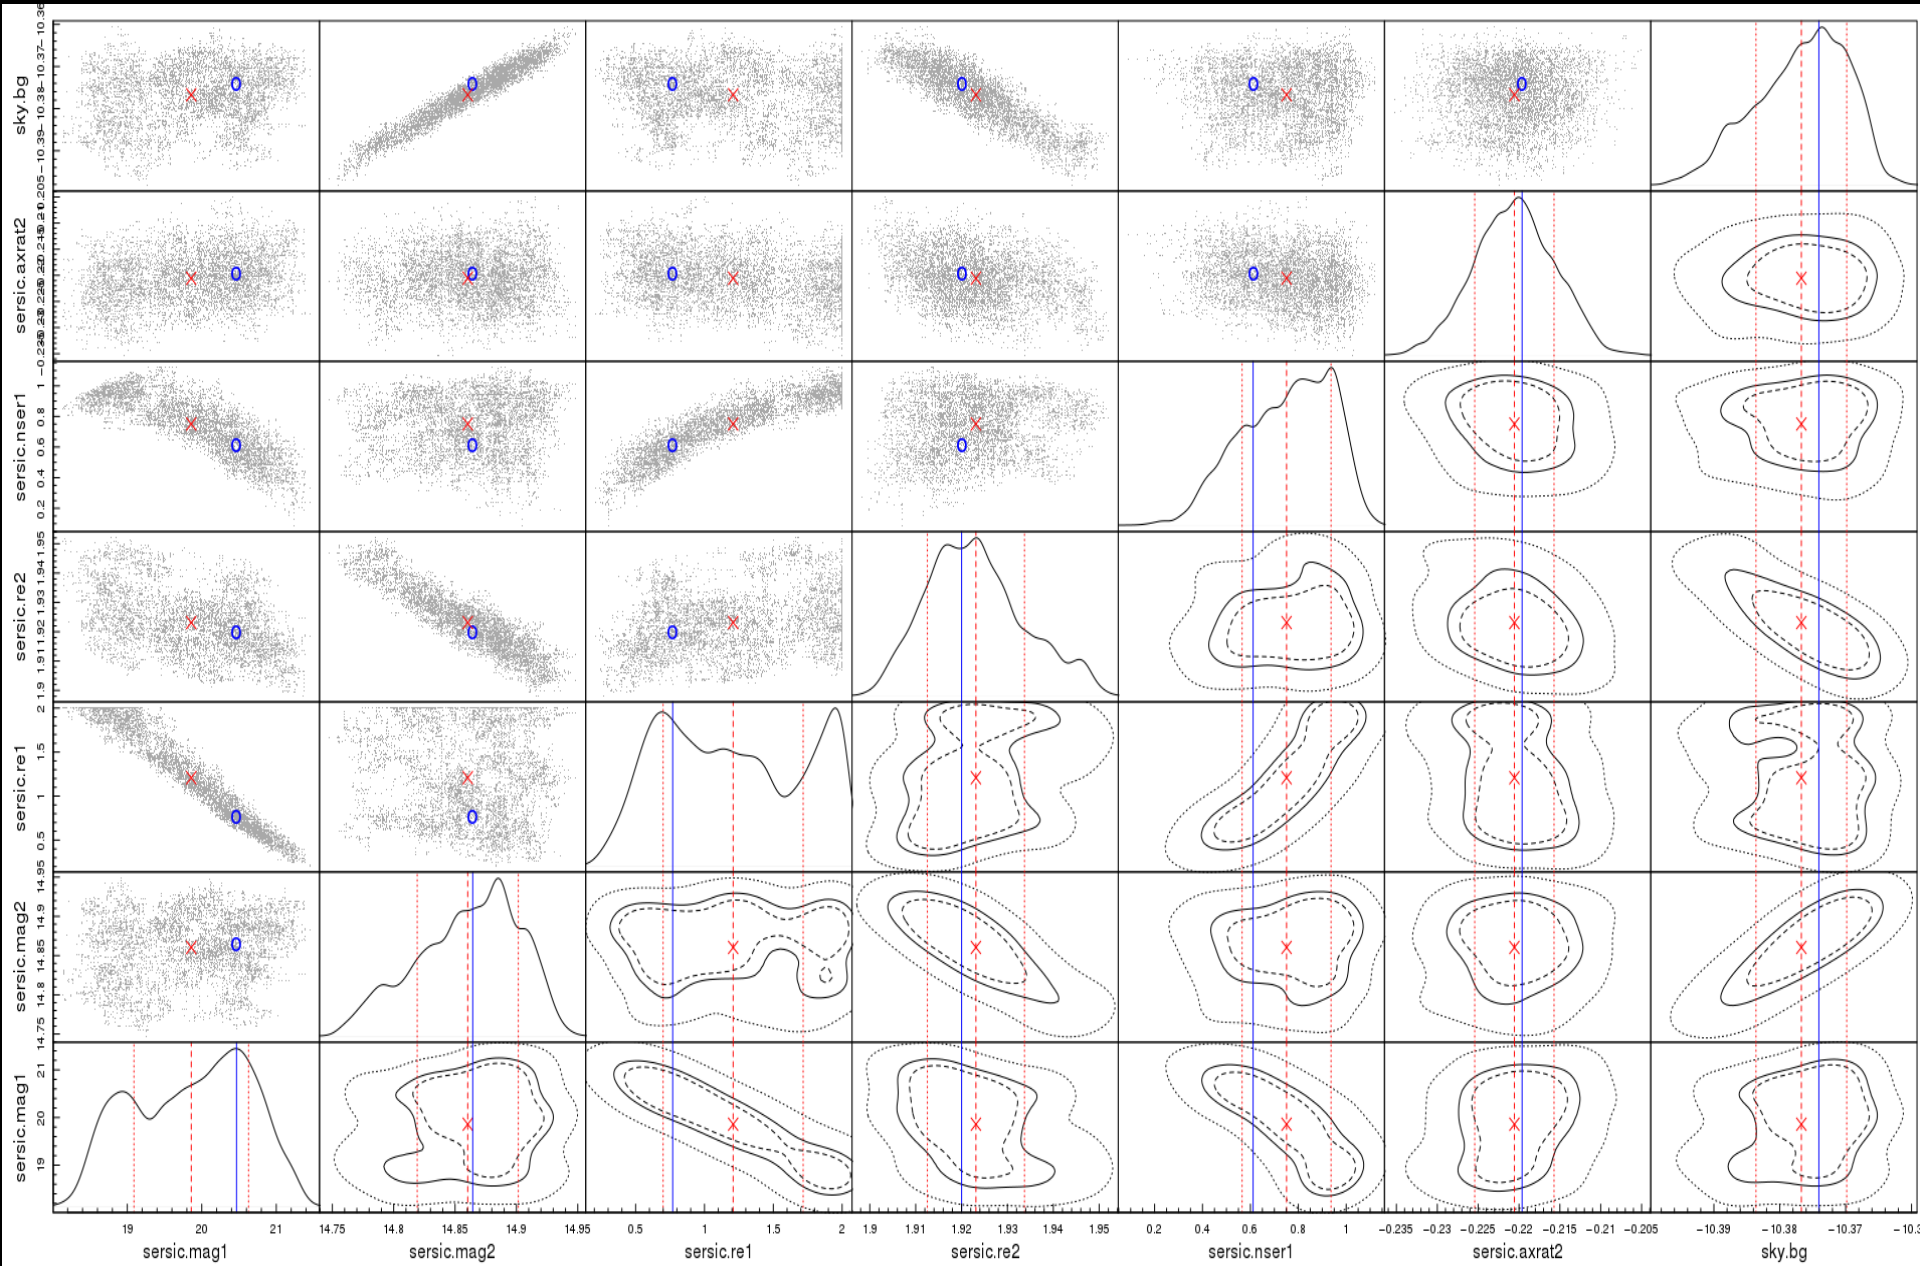 sky.bg
-10.39 -10.38 -10.37 -10.36
sersic.axrat2
sersic.nser1
0.2 0.4 0.6 0.8 1
sersic.re2
1.9 1.91 1.92 1.93 1.94 1.95
sersic.re1
0.5 1 1.5 2
sersic.mag2
14.75 14.8 14.85 14.9 14.95
sersic.mag1
19 20 21
19 20 21
14.75 14.8 14.85 14.9 14.95
0.5 1 1.5 2
1.9 1.91 1.92 1.93 1.94 1.95
0.2 0.4 0.6 0.8 1
-0.235 -0.23 -0.225 -0.22 -0.215 -0.21 -0.205
-10.39 -10.38 -10.37
sersic.mag1 sersic.mag2 sersic.re1 sersic.re2 sersic.nser1 sersic.axrat2 sky.bg